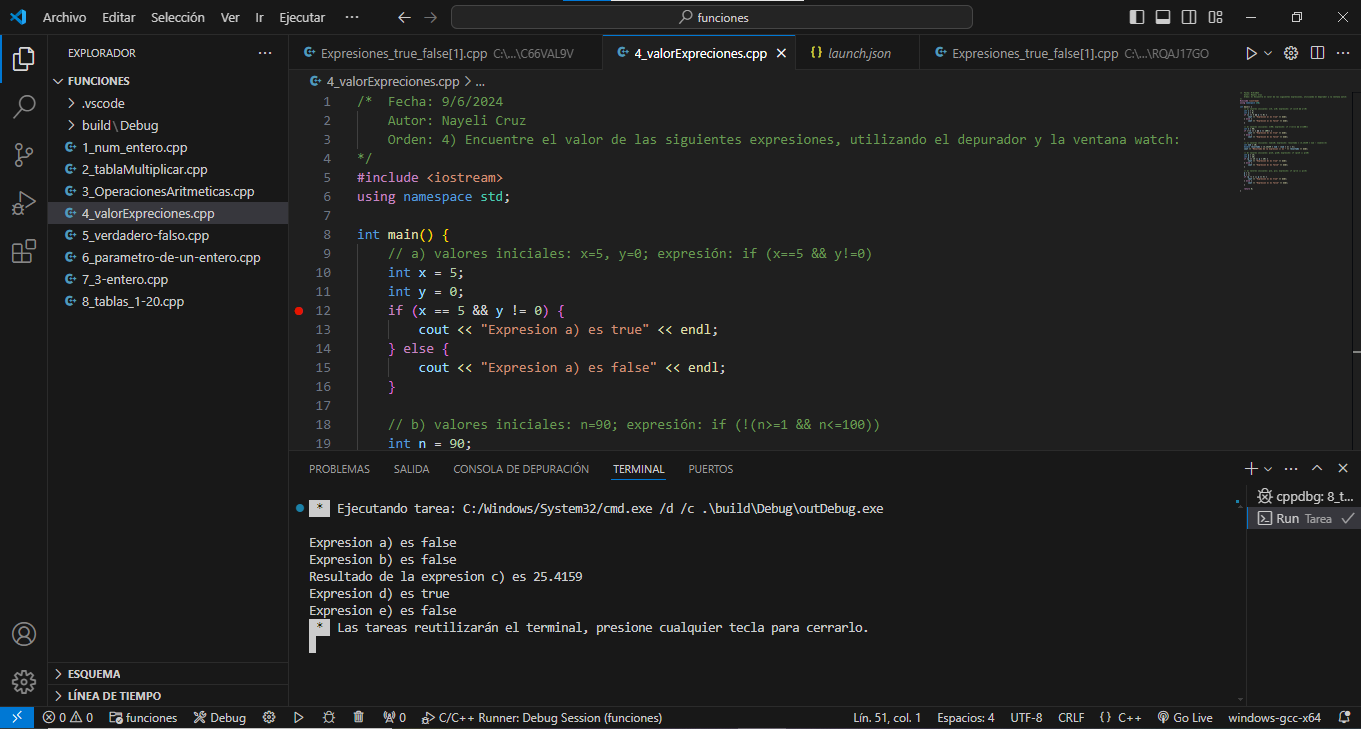 Archivo Editar Selección Ver Ir Ejecutar ··· funciones
EXPLORADOR ···
FUNCIONES
.vscode
build\Debug
1_num_entero.cpp
2_tablaMultiplicar.cpp
3_OperacionesAritmeticas.cpp
4_valorExpreciones.cpp
5_verdadero-falso.cpp
6_parametro-de-un-entero.cpp
7_3-entero.cpp
8_tablas_1-20.cpp
ESQUEMA
LÍNEA DE TIEMPO
Expresiones_true_false[1].cpp C:\...\C66VAL9V 4_valorExpreciones.cpp launch.json Expresiones_true_false[1].cpp C:\...\RQAJ17GO
4_valorExpreciones.cpp > ...
1 /* Fecha: 9/6/2024
2 Autor: Nayeli Cruz
3 Orden: 4) Encuentre el valor de las siguientes expresiones, utilizando el depurador y la ventana watch:
4 */
5 #include <iostream>
6 using namespace std;
7
8 int main() {
9 // a) valores iniciales: x=5, y=0; expresión: if (x==5 && y!=0)
10 int x = 5;
11 int y = 0;
12 if (x == 5 && y != 0) {
13 cout << "Expresion a) es true" << endl;
14 } else {
15 cout << "Expresion a) es false" << endl;
16 }
17
18 // b) valores iniciales: n=90; expresión: if (!(n>=1 && n<=100))
19 int n = 90;
PROBLEMAS SALIDA CONSOLA DE DEPURACIÓN TERMINAL PUERTOS
* Ejecutando tarea: C:/Windows/System32/cmd.exe /d /c .\build\Debug\outDebug.exe
Expresion a) es false
Expresion b) es false
Resultado de la expresion c) es 25.4159
Expresion d) es true
Expresion e) es false
* Las tareas reutilizarán el terminal, presione cualquier tecla para cerrarlo.
cppdbg: 8_t...
Run Tarea
0 0 funciones Debug 0 C/C++ Runner: Debug Session (funciones) Lín. 51, col. 1 Espacios: 4 UTF-8 CRLF {} C++ Go Live windows-gcc-x64